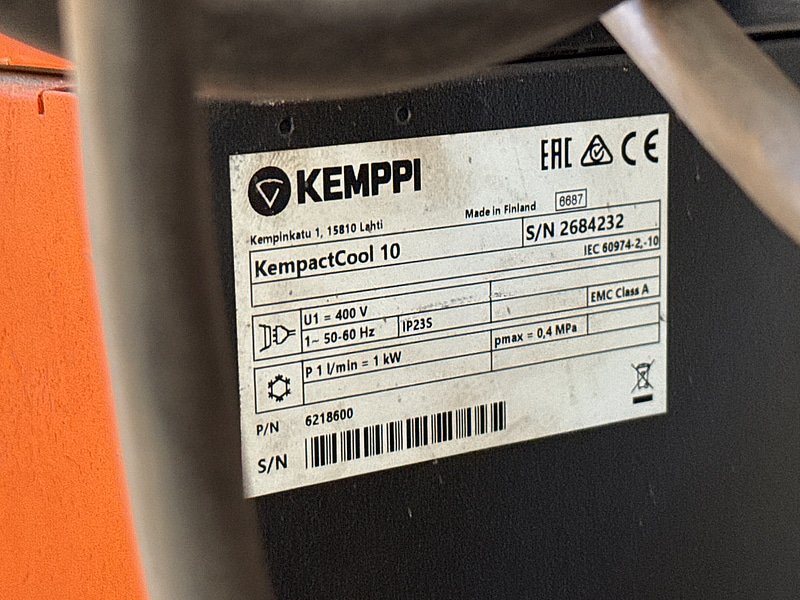 KEMPPI
EAC CE
Kempinkatu 1, 15810 Lahti
Made in Finland 6687
KempactCool 10
S/N 2684232
IEC 60974-2,-10
U1 = 400 V
1~ 50-60 Hz
IP23S
EMC Class A
P 1 l/min = 1 kW
pmax = 0,4 MPa
P/N 6218600
S/N